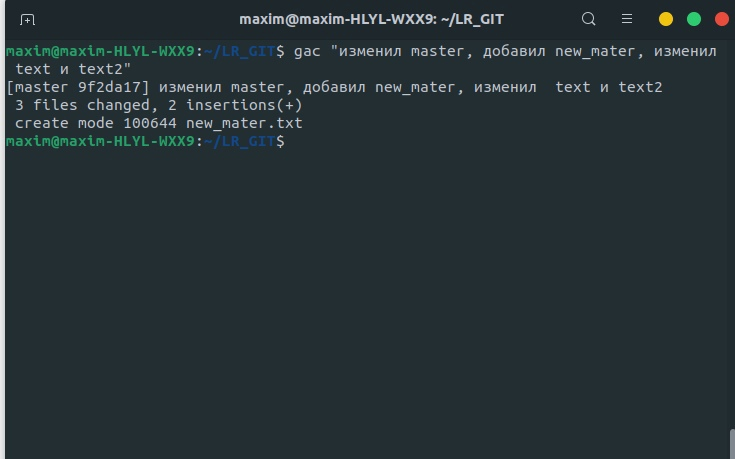 maxim@maxim-HLYL-WXX9: ~/LR_GIT
maxim@maxim-HLYL-WXX9:~/LR_GIT$ gac "изменил master, добавил new_mater, изменил
text и text2"
[master 9f2da17] изменил master, добавил new_mater, изменил  text и text2
3 files changed, 2 insertions(+)
create mode 100644 new_mater.txt
maxim@maxim-HLYL-WXX9:~/LR_GIT$